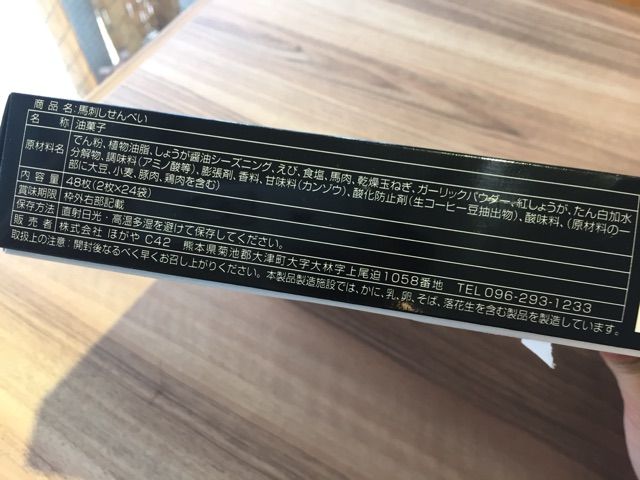 商品名:馬刺しせんべい
名称 油菓子
原材料名 でん粉、植物油脂、しょうが醤油シーズニング、えび、食塩、馬肉、乾燥玉ねぎ、ガーリックパウダー、紅しょうが、たん白加水
分解物、調味料(アミノ酸等)、膨張剤、香料、甘味料(カンゾウ)、酸化防止剤(生コーヒー豆抽出物)、酸味料、(原材料の一
部に大豆、小麦、豚肉、鶏肉を含む)
内容量 48枚(2枚×24袋)
賞味期限 枠外右部記載
保存方法 直射日光・高温多湿を避けて保存してください。
販売者 株式会社 ほがや C42 熊本県菊池郡大津町大字大林字上尾迫1058番地 TEL096-293-1233
取扱上の注意:開封後なるべく早くお召し上がりください。本製品製造施設では、かに、乳、卵、そば、落花生を含む製品を製造しています。